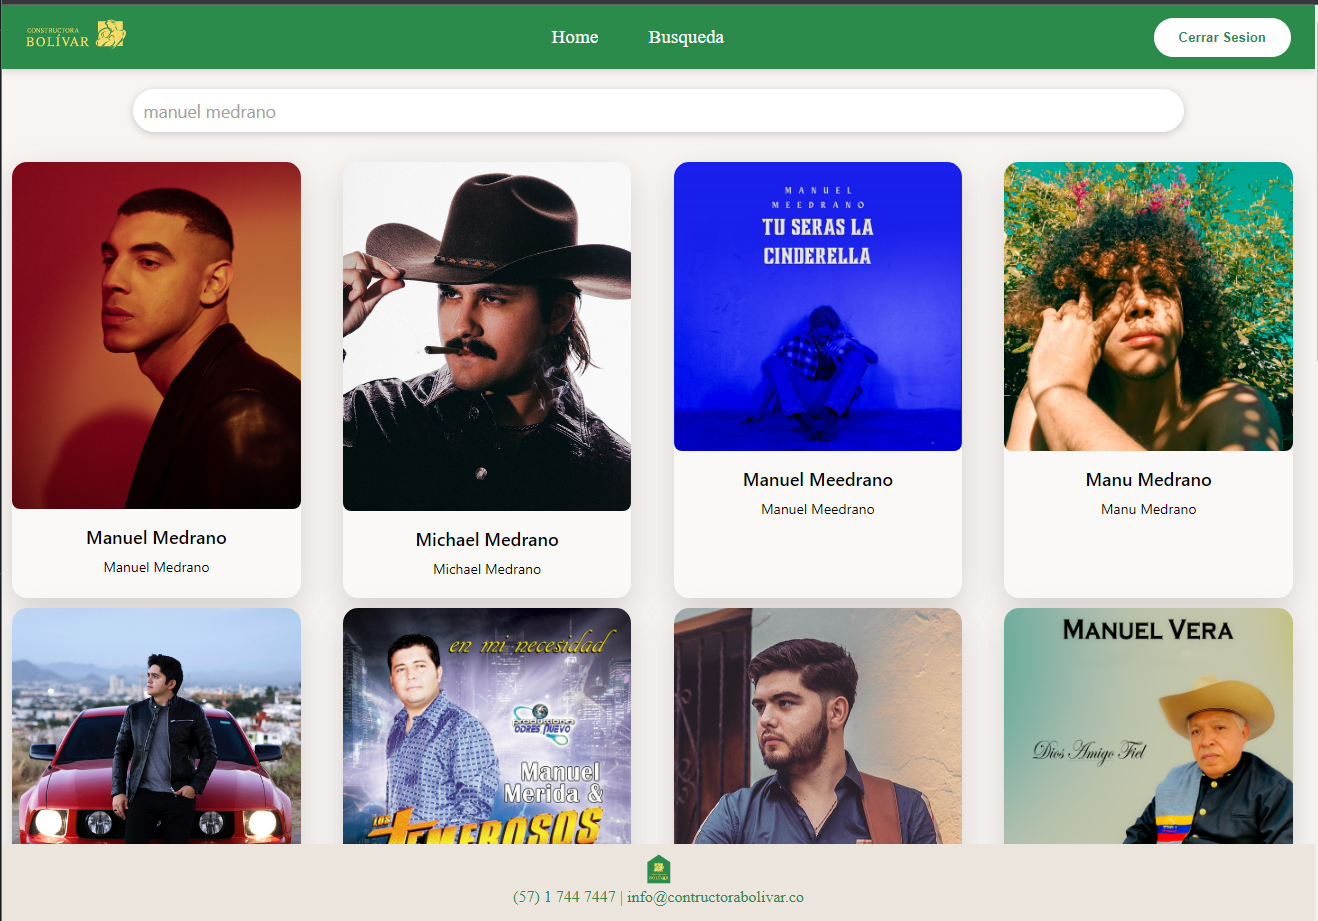 CONSTRUCTORA
BOLÍVAR
Home
Busqueda
Cerrar Sesion
manuel medrano
MANUEL
MEEDRANO
TU SERAS LA
CINDERELLA
Manuel Medrano
Manuel Medrano
Michael Medrano
Michael Medrano
Manuel Meedrano
Manuel Meedrano
Manu Medrano
Manu Medrano
en mi necesidad
producciones
ODRES NUEVO
Manuel
Merida &
LOS
TEMEROSOS
MANUEL VERA
Dios Amigo Fiel
(57) 1 744 7447 | info@contructorabolivar.co